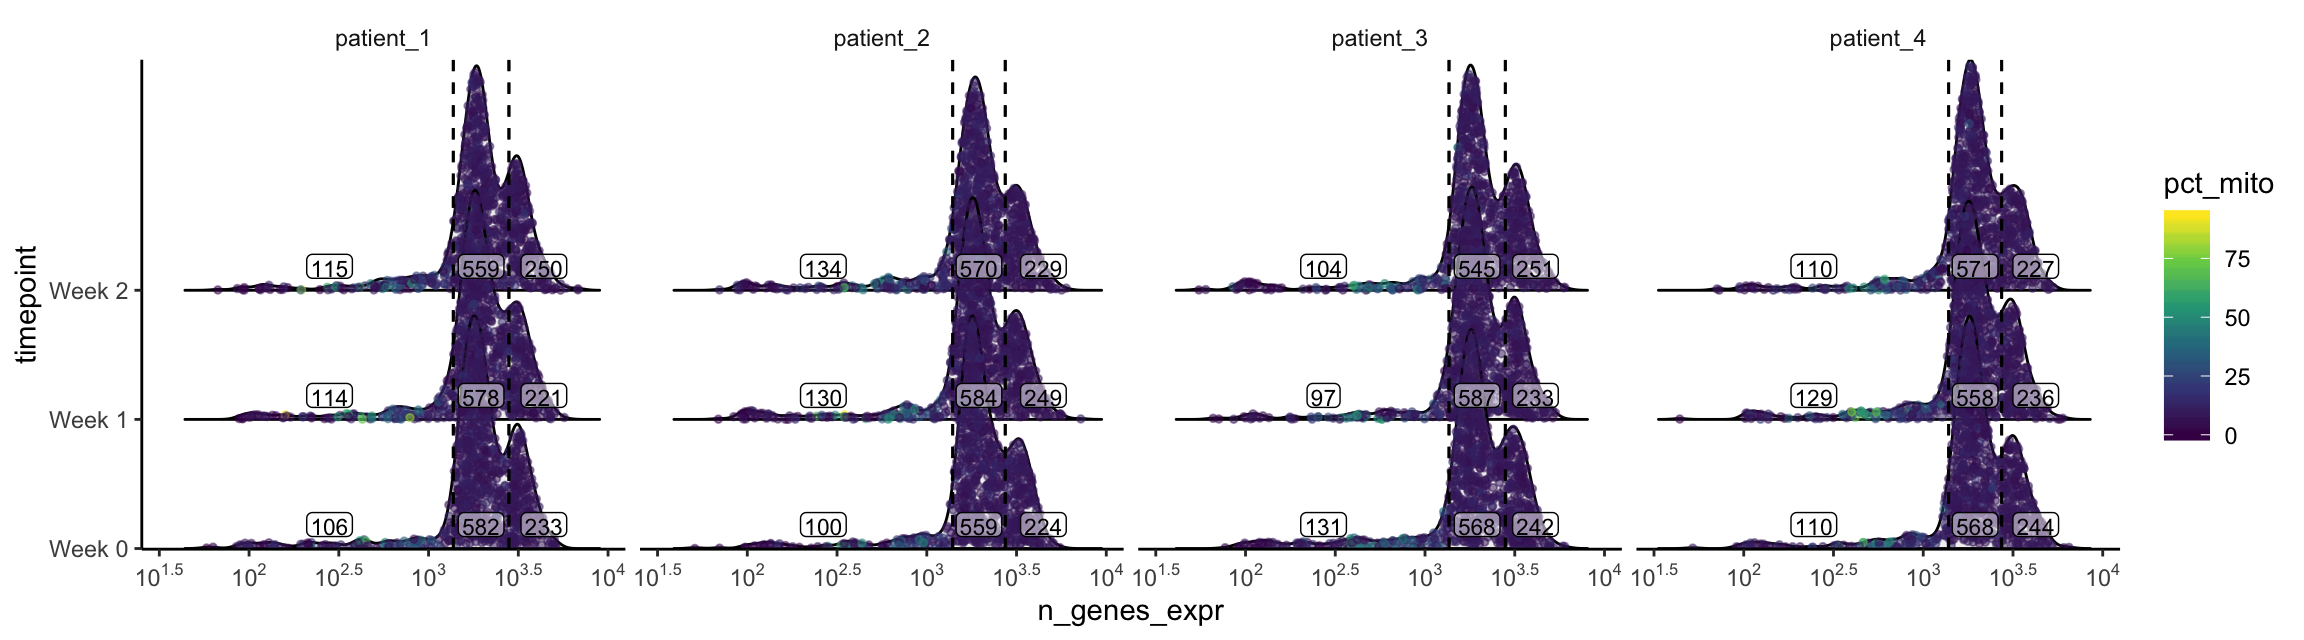 patient_1 patient_2 patient_3 patient_4
pct_mito
75
50
25
0
timepoint
Week 2
115 559 250 134 570 229 104 545 251 110 571 227
Week 1
114 578 221 130 584 249 97 587 233 129 558 236
Week 0
106 582 233 100 559 224 131 568 242 110 568 244
10^1.5 10^2 10^2.5 10^3 10^3.5 10^4 10^1.5 10^2 10^2.5 10^3 10^3.5 10^4 10^1.5 10^2 10^2.5 10^3 10^3.5 10^4 10^1.5 10^2 10^2.5 10^3 10^3.5 10^4
n_genes_expr